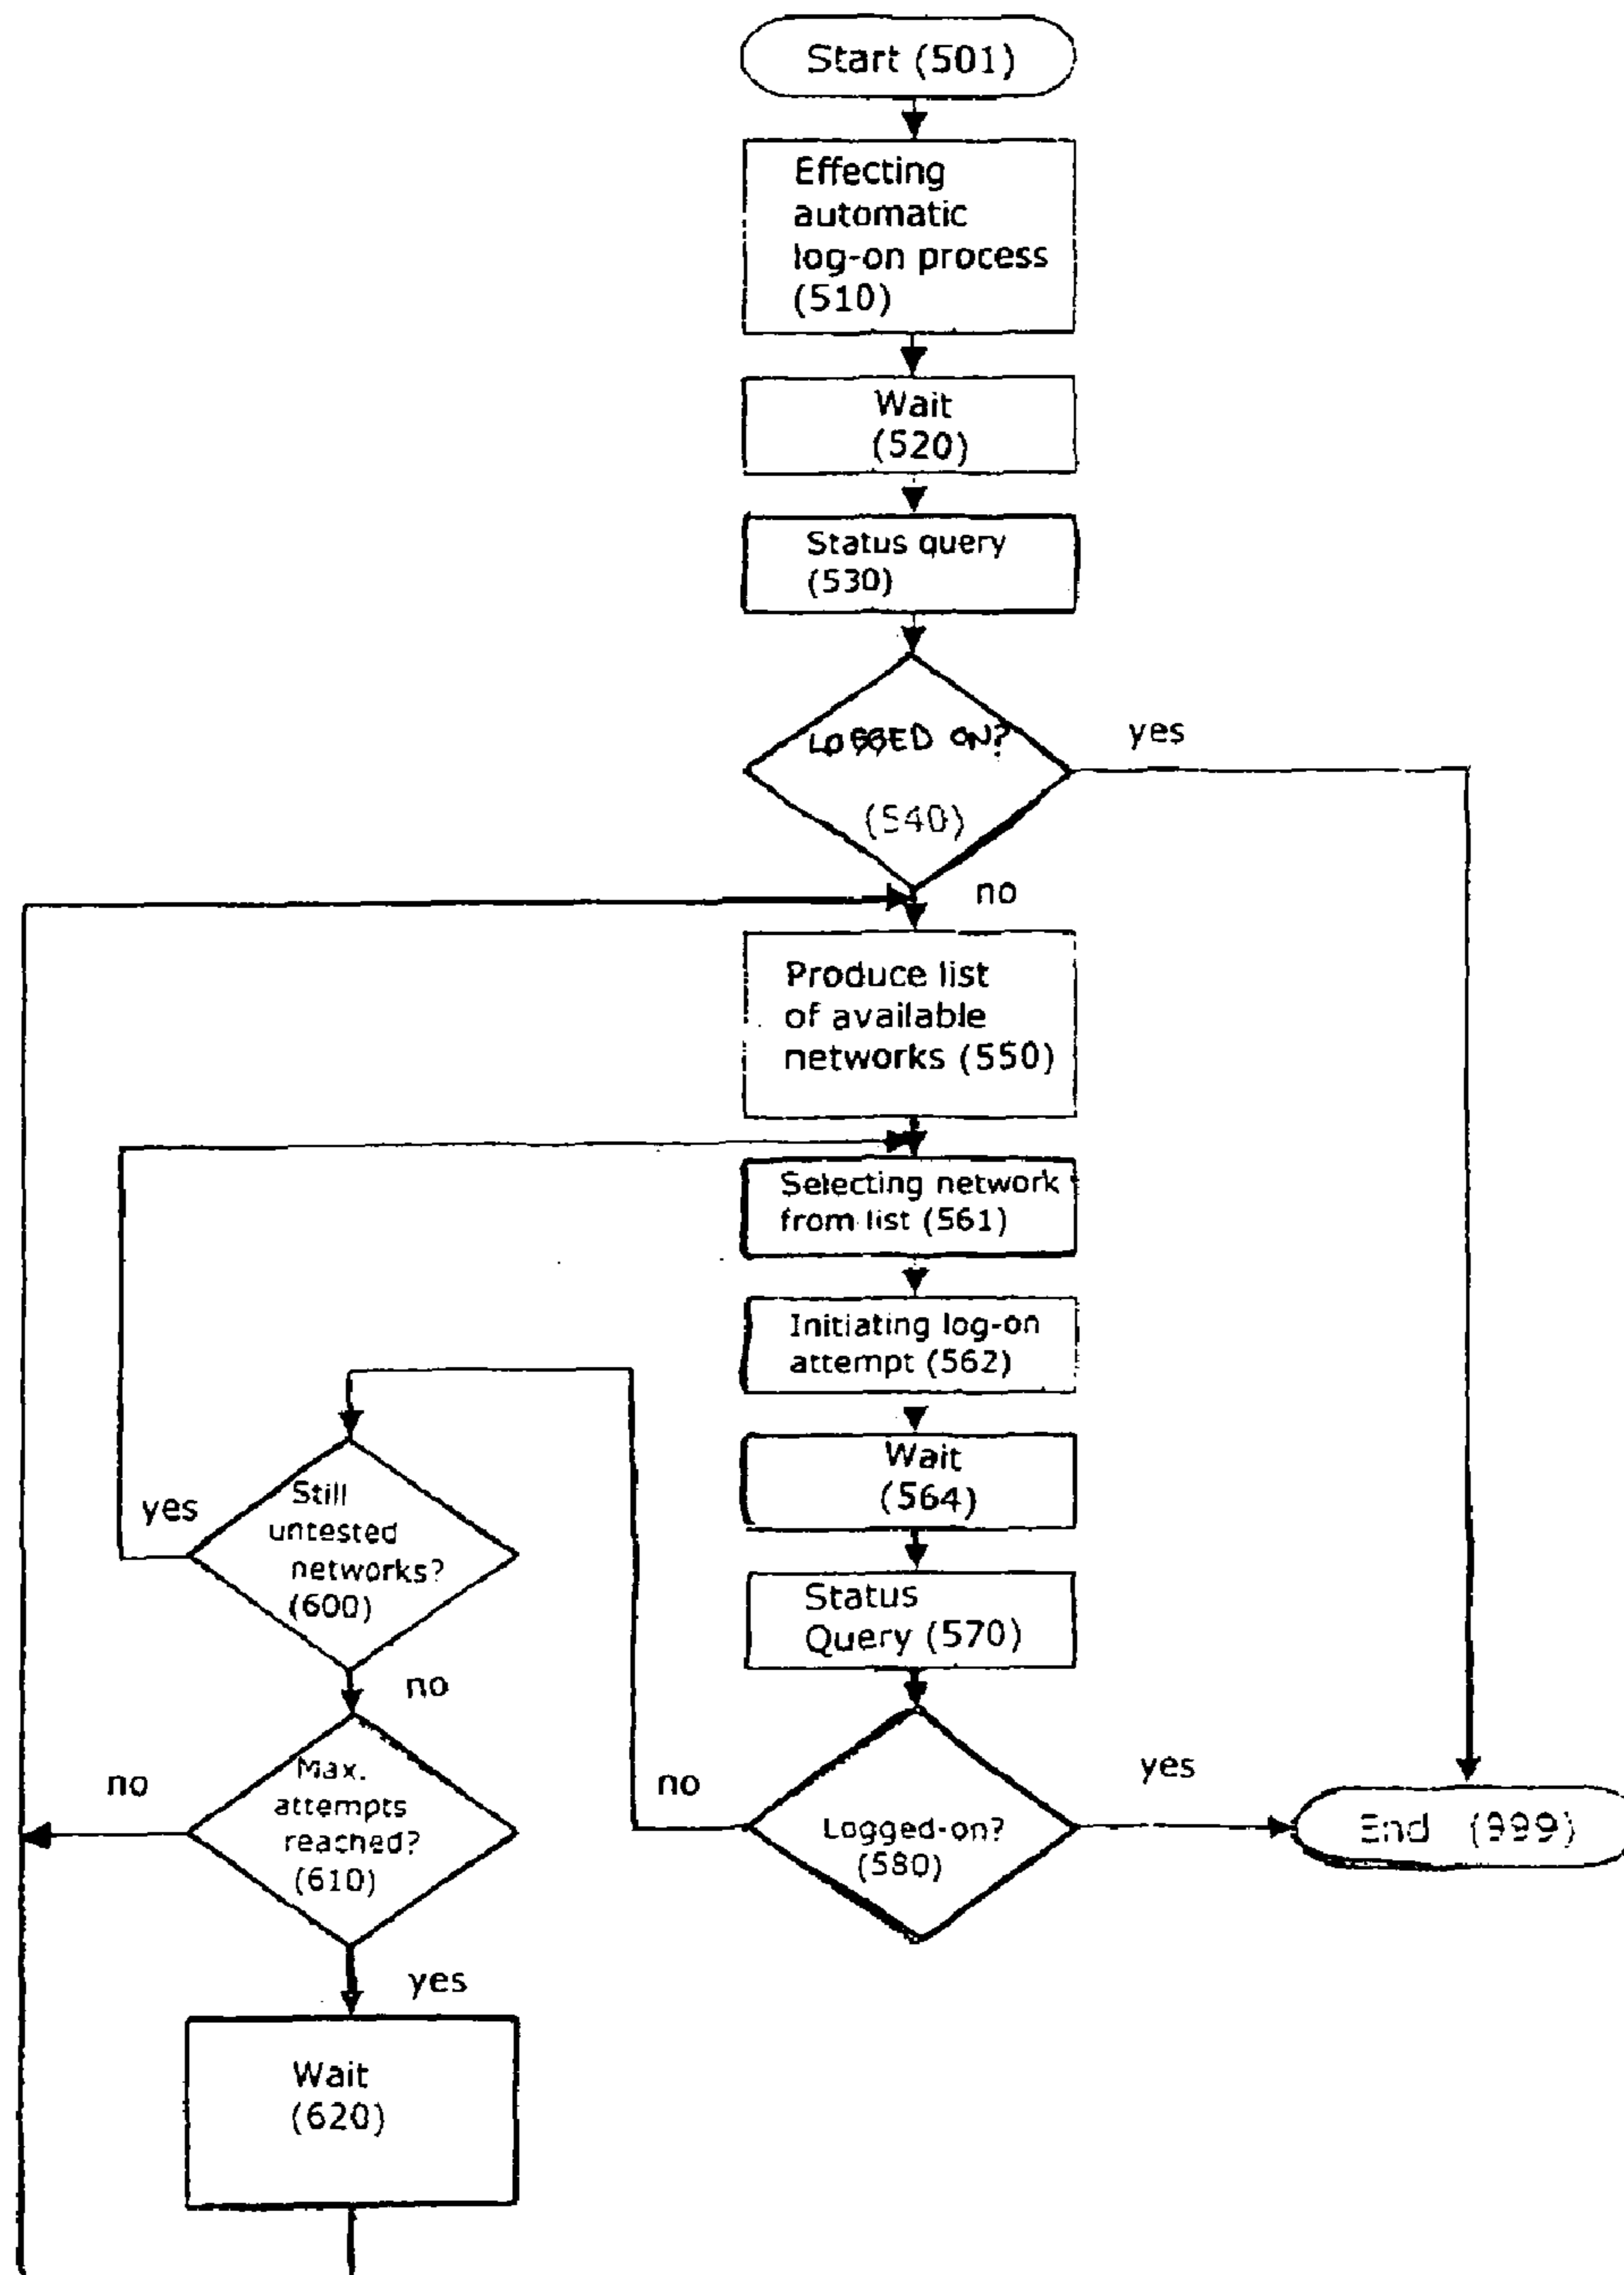 Start (501)
Effecting
automatic
log-on process
(510)
Wait
(520)
Status query
(530)
LOGGED ON?
yes
(540)
no
Produce list
of available
networks (550)
Selecting network
from list (561)
Initiating log-on
attempt (562)
Wait
(564)
Status
Query (570)
Logged-on?
(580)
yes
no
End (999)
Still
untested
networks?
(600)
yes
no
Max.
attempts
reached?
(610)
no
yes
Wait
(620)